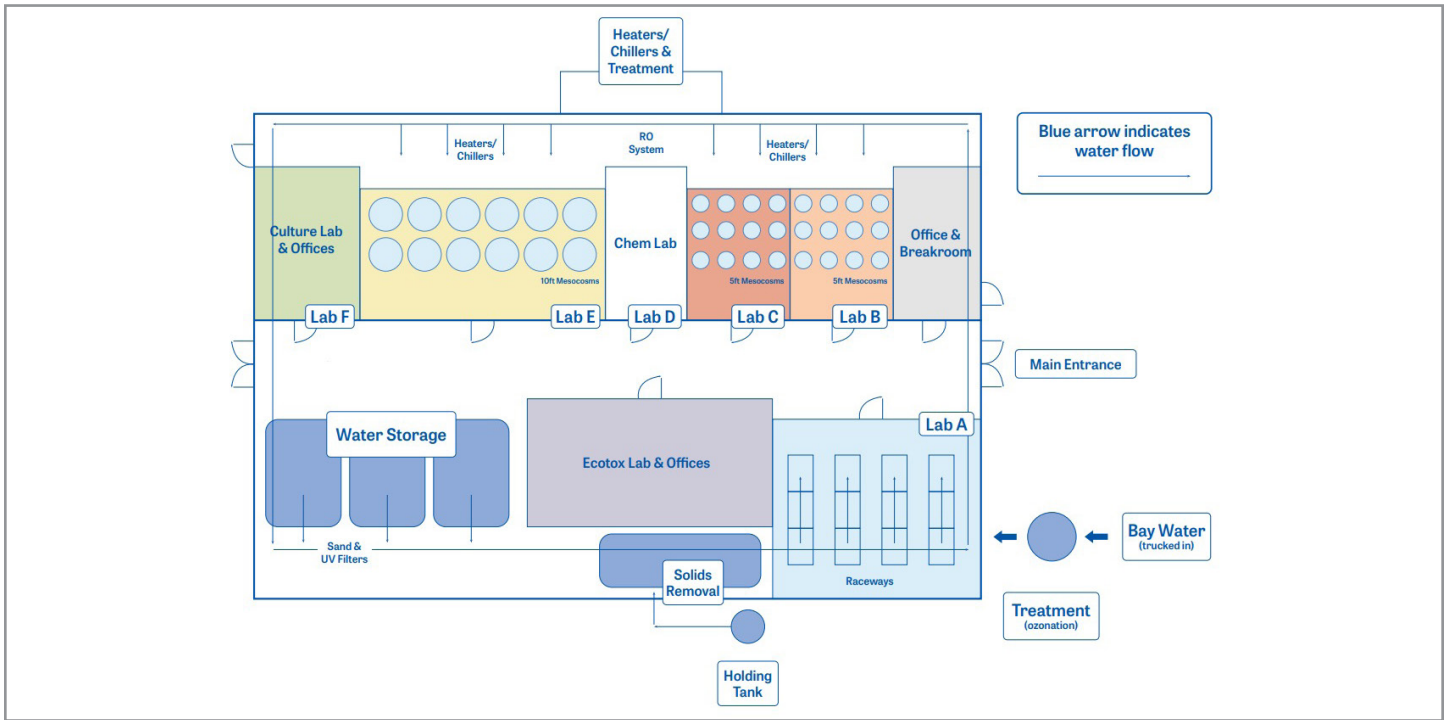 Heaters/
Chillers &
Treatment
Blue arrow indicates
water flow
Heaters/
Chillers
RO
System
Heaters/
Chillers
Culture Lab
& Offices
Chem Lab
Office &
Breakroom
10ft Mesocosms
5ft Mesocosms
5ft Mesocosms
Lab F
Lab E
Lab D
Lab C
Lab B
Main Entrance
Lab A
Water Storage
Ecotox Lab & Offices
Bay Water
(trucked in)
Sand &
UV Filters
Solids
Removal
Raceways
Treatment
(ozonation)
Holding
Tank